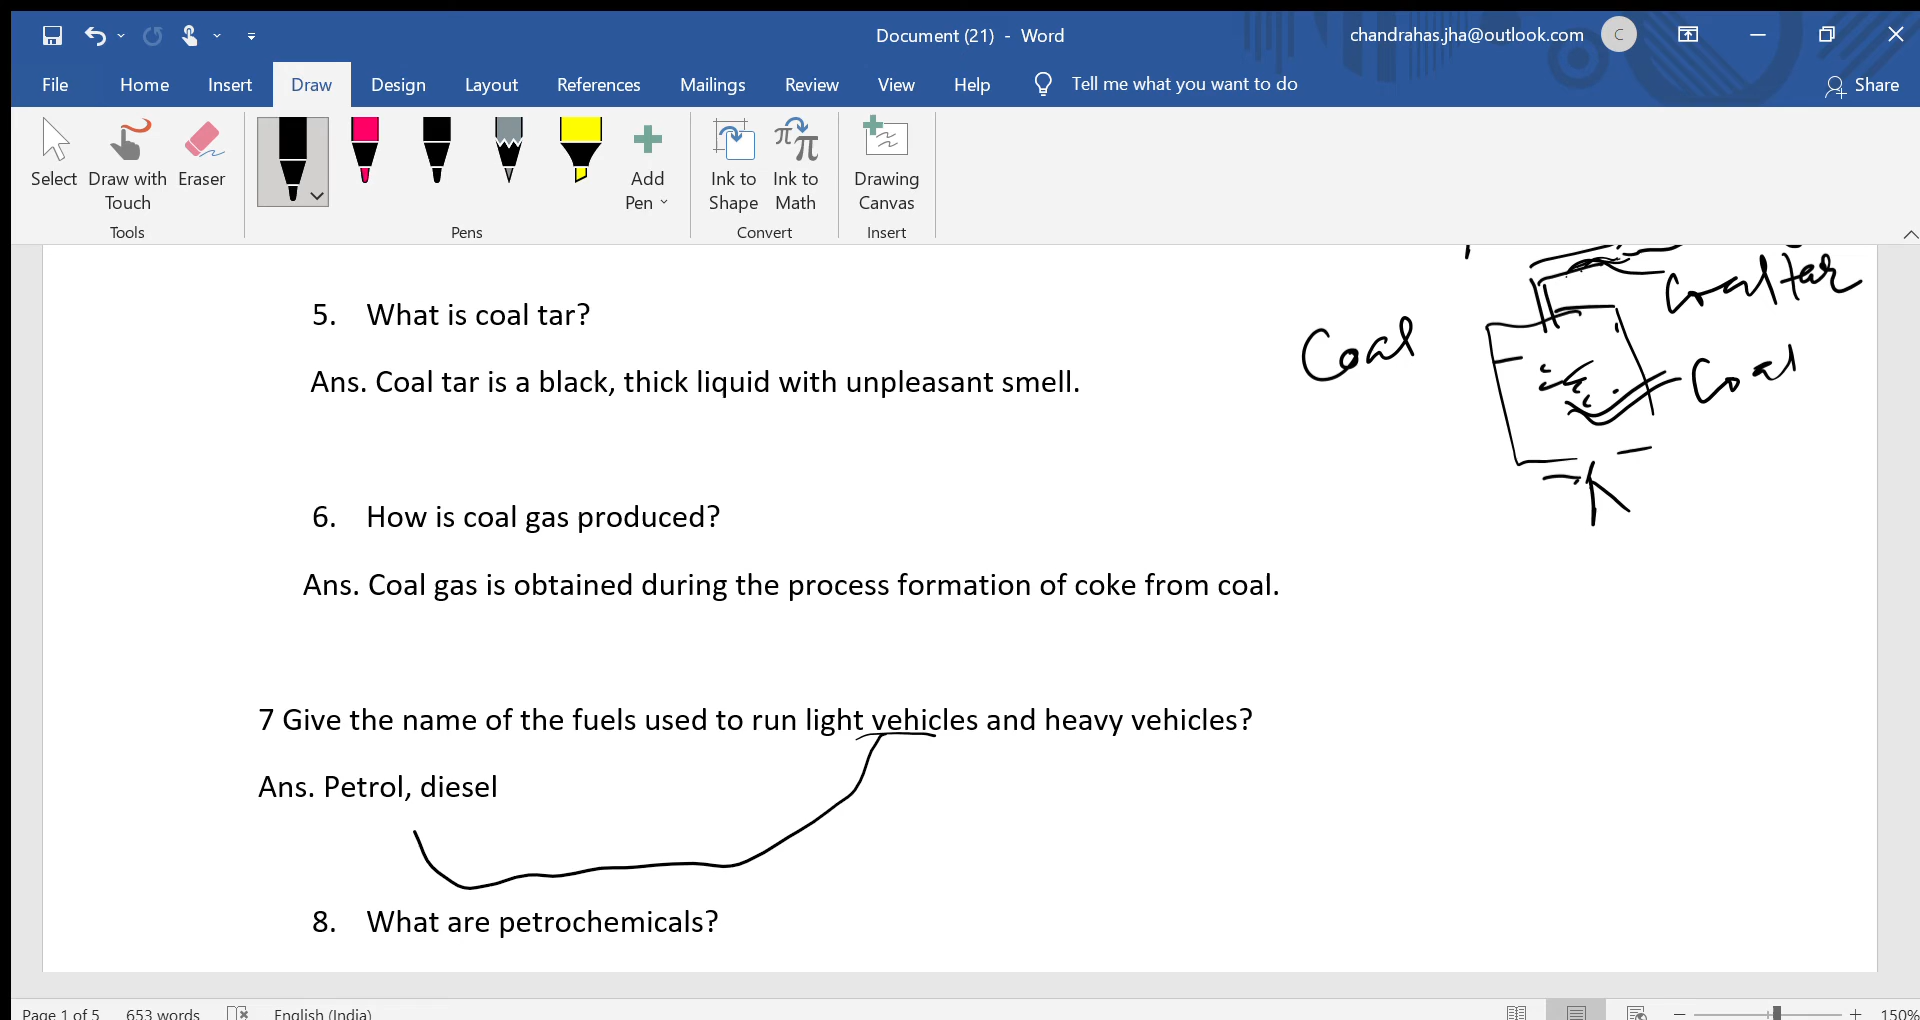 Document (21) - Word
chandrahas.jha@outlook.com
C
File Home Insert Draw Design Layout References Mailings Review View Help Tell me what you want to do Share
Select Draw with Touch Eraser
Add Pen
Ink to Shape Ink to Math
Drawing Canvas
Tools Pens Convert Insert
Coal tar
5. What is coal tar?
Coal
Coal
Ans. Coal tar is a black, thick liquid with unpleasant smell.
6. How is coal gas produced?
Ans. Coal gas is obtained during the process formation of coke from coal.
7 Give the name of the fuels used to run light vehicles and heavy vehicles?
Ans. Petrol, diesel
8. What are petrochemicals?
Page 1 of 5 653 words English (India) 150%